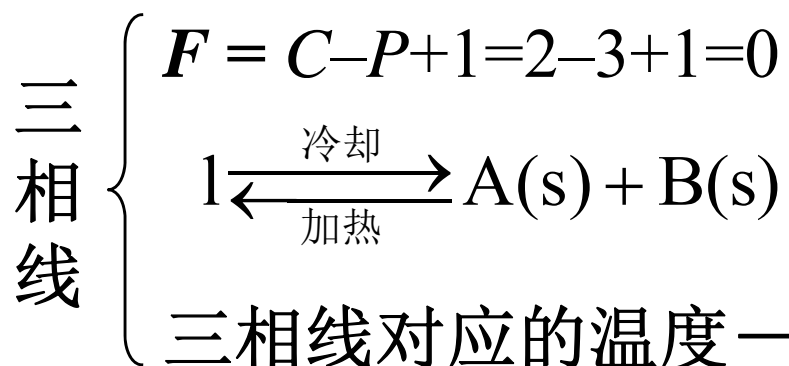 三相线
F = C–P+1=2–3+1=0
冷却
l ⇌ A(s) + B(s)
加热
三相线对应的温度一